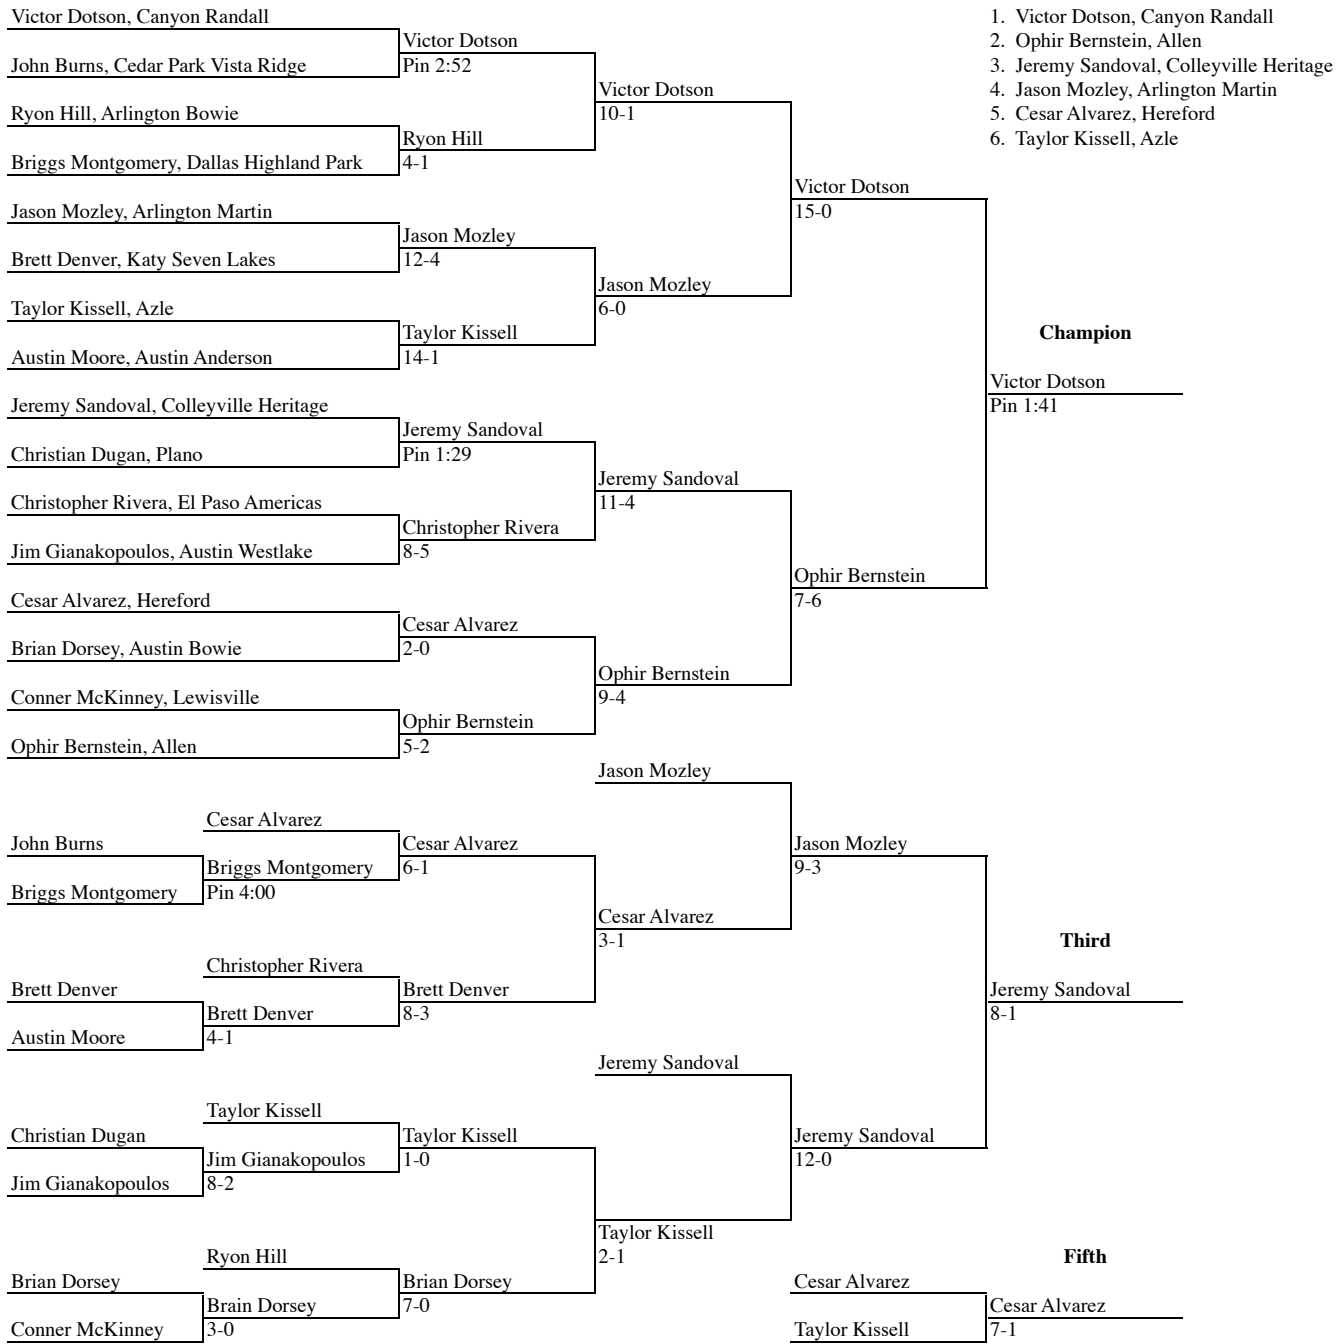 Victor Dotson, Canyon Randall
John Burns, Cedar Park Vista Ridge
Ryon Hill, Arlington Bowie
Briggs Montgomery, Dallas Highland Park
Jason Mozley, Arlington Martin
Brett Denver, Katy Seven Lakes
Taylor Kissell, Azle
Austin Moore, Austin Anderson
Jeremy Sandoval, Colleyville Heritage
Christian Dugan, Plano
Christopher Rivera, El Paso Americas
Jim Gianakopoulos, Austin Westlake
Cesar Alvarez, Hereford
Brian Dorsey, Austin Bowie
Conner McKinney, Lewisville
Ophir Bernstein, Allen
Victor Dotson
Pin 2:52
Ryon Hill
4-1
Jason Mozley
12-4
Taylor Kissell
14-1
Jeremy Sandoval
Pin 1:29
Christopher Rivera
8-5
Cesar Alvarez
2-0
Ophir Bernstein
5-2
Victor Dotson
10-1
Jason Mozley
6-0
Jeremy Sandoval
11-4
Ophir Bernstein
9-4
Victor Dotson
15-0
Ophir Bernstein
7-6
Champion
Victor Dotson
Pin 1:41
1. Victor Dotson, Canyon Randall
2. Ophir Bernstein, Allen
3. Jeremy Sandoval, Colleyville Heritage
4. Jason Mozley, Arlington Martin
5. Cesar Alvarez, Hereford
6. Taylor Kissell, Azle
John Burns
Briggs Montgomery
Brett Denver
Austin Moore
Christian Dugan
Jim Gianakopoulos
Brian Dorsey
Conner McKinney
Cesar Alvarez
Briggs Montgomery
Pin 4:00
Christopher Rivera
Brett Denver
4-1
Taylor Kissell
Jim Gianakopoulos
8-2
Ryon Hill
Brain Dorsey
3-0
Cesar Alvarez
6-1
Brett Denver
8-3
Taylor Kissell
1-0
Brian Dorsey
7-0
Jason Mozley
Cesar Alvarez
3-1
Jeremy Sandoval
Taylor Kissell
2-1
Jason Mozley
9-3
Jeremy Sandoval
12-0
Third
Jeremy Sandoval
8-1
Fifth
Cesar Alvarez
Taylor Kissell
Cesar Alvarez
7-1